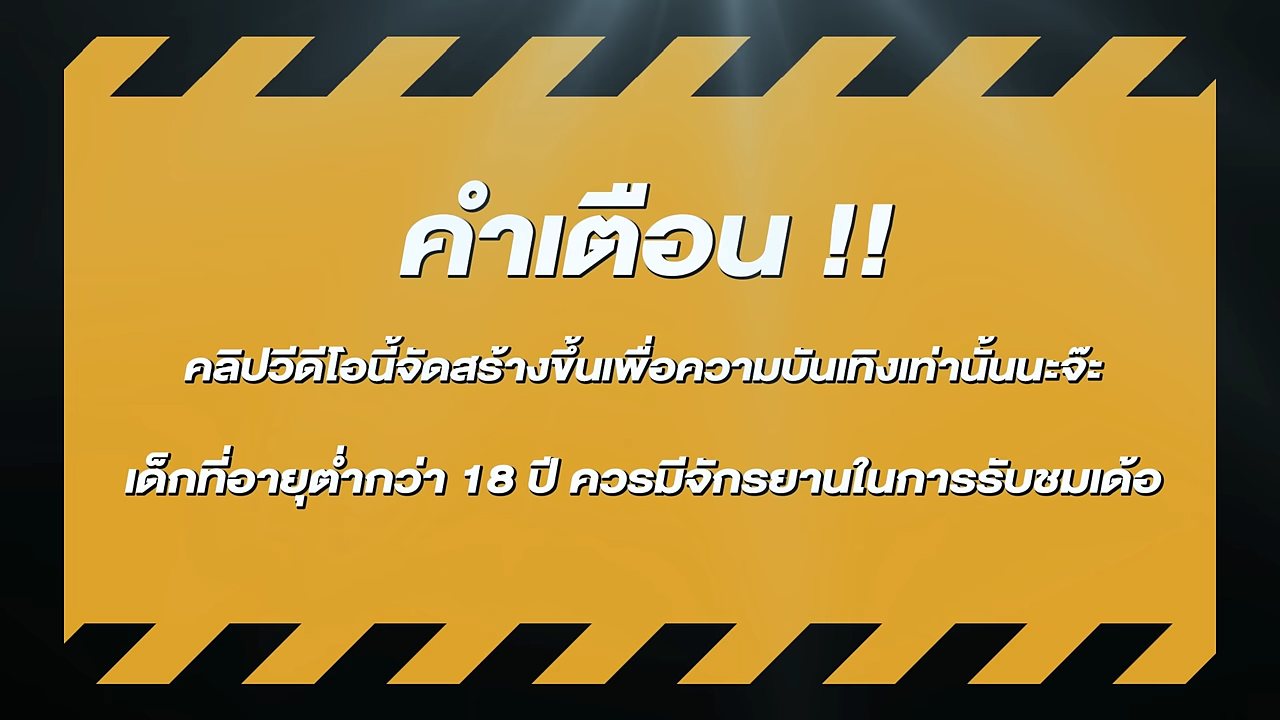 คำเตือน !!
คลิปวีดีโอนี้จัดสร้างขึ้นเพื่อความบันเทิงเท่านั้นนะจ๊ะ
เด็กที่อายุต่ำกว่า 18 ปี ควรมีจักรยานในการรับชมเด้อ